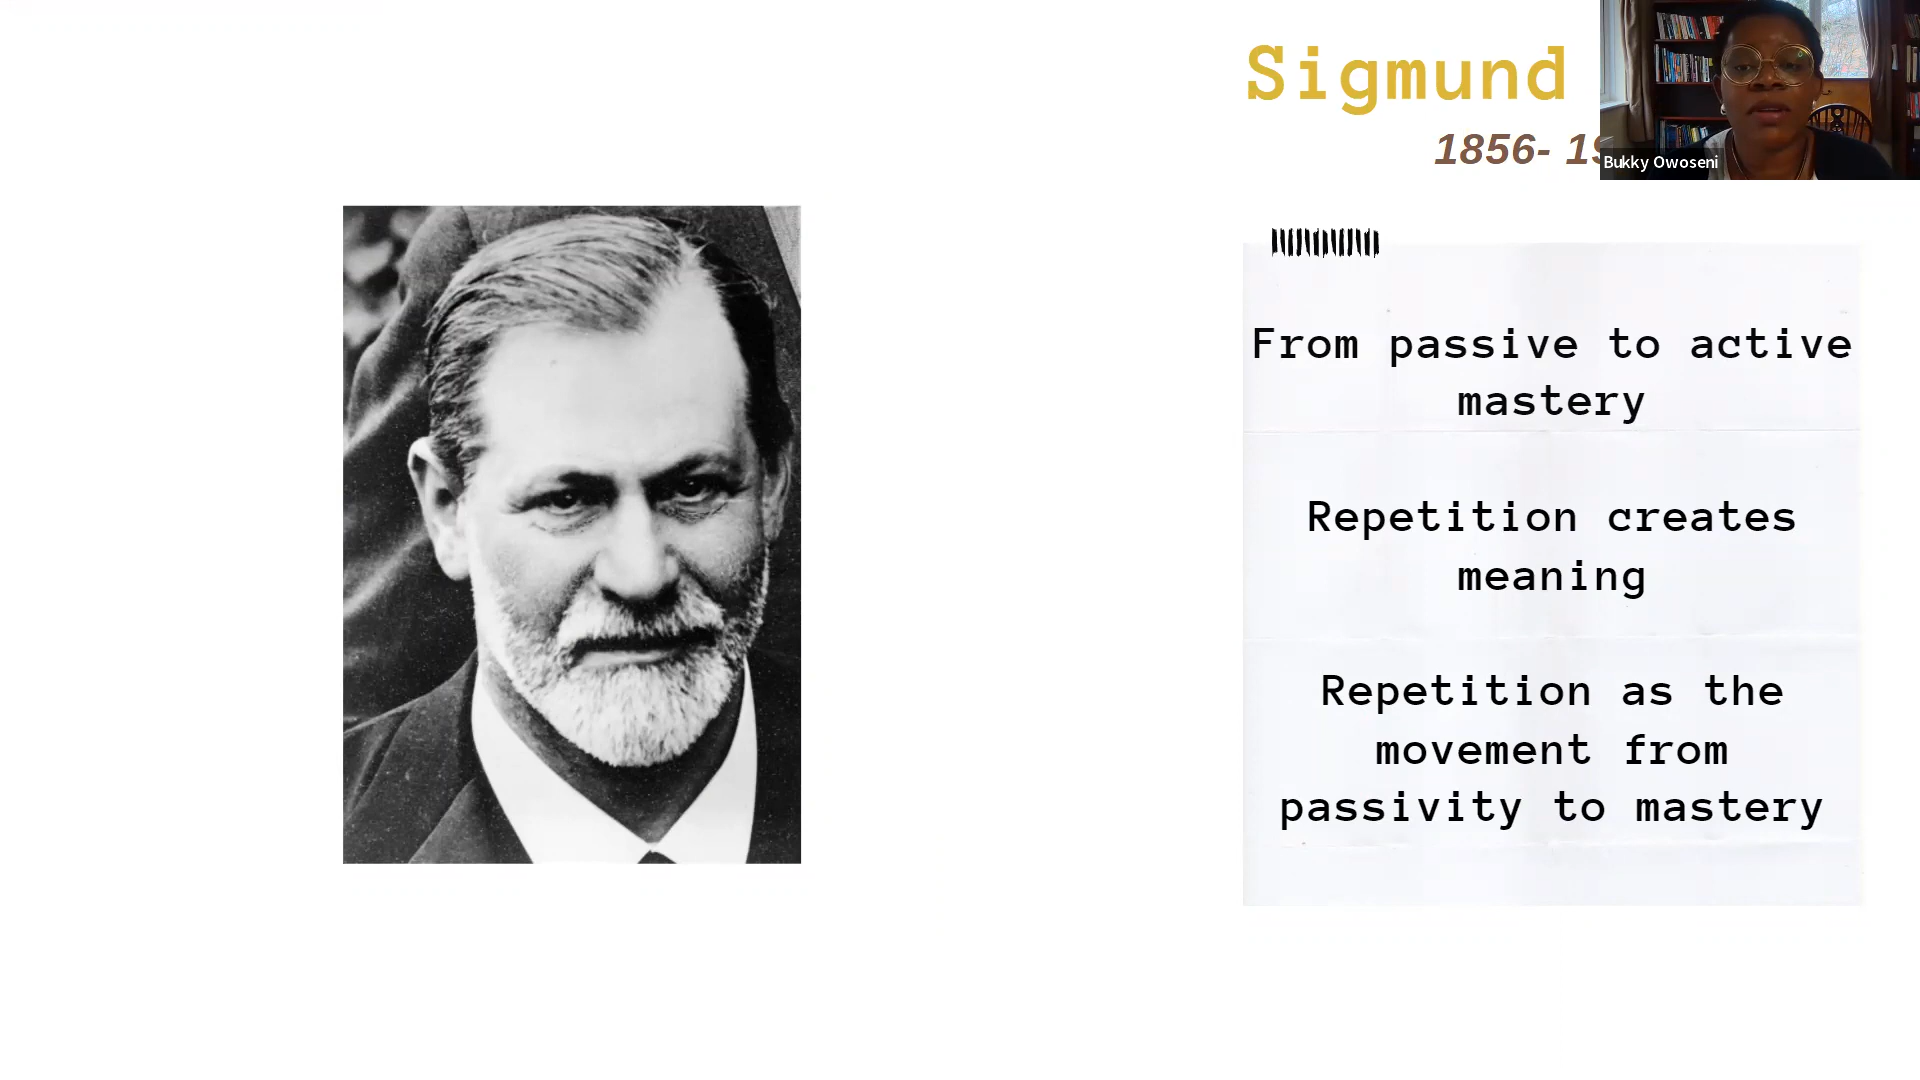 Sigmund
1856- 19
Bukky Owoseni
From passive to active
mastery
Repetition creates
meaning
Repetition as the
movement from
passivity to mastery